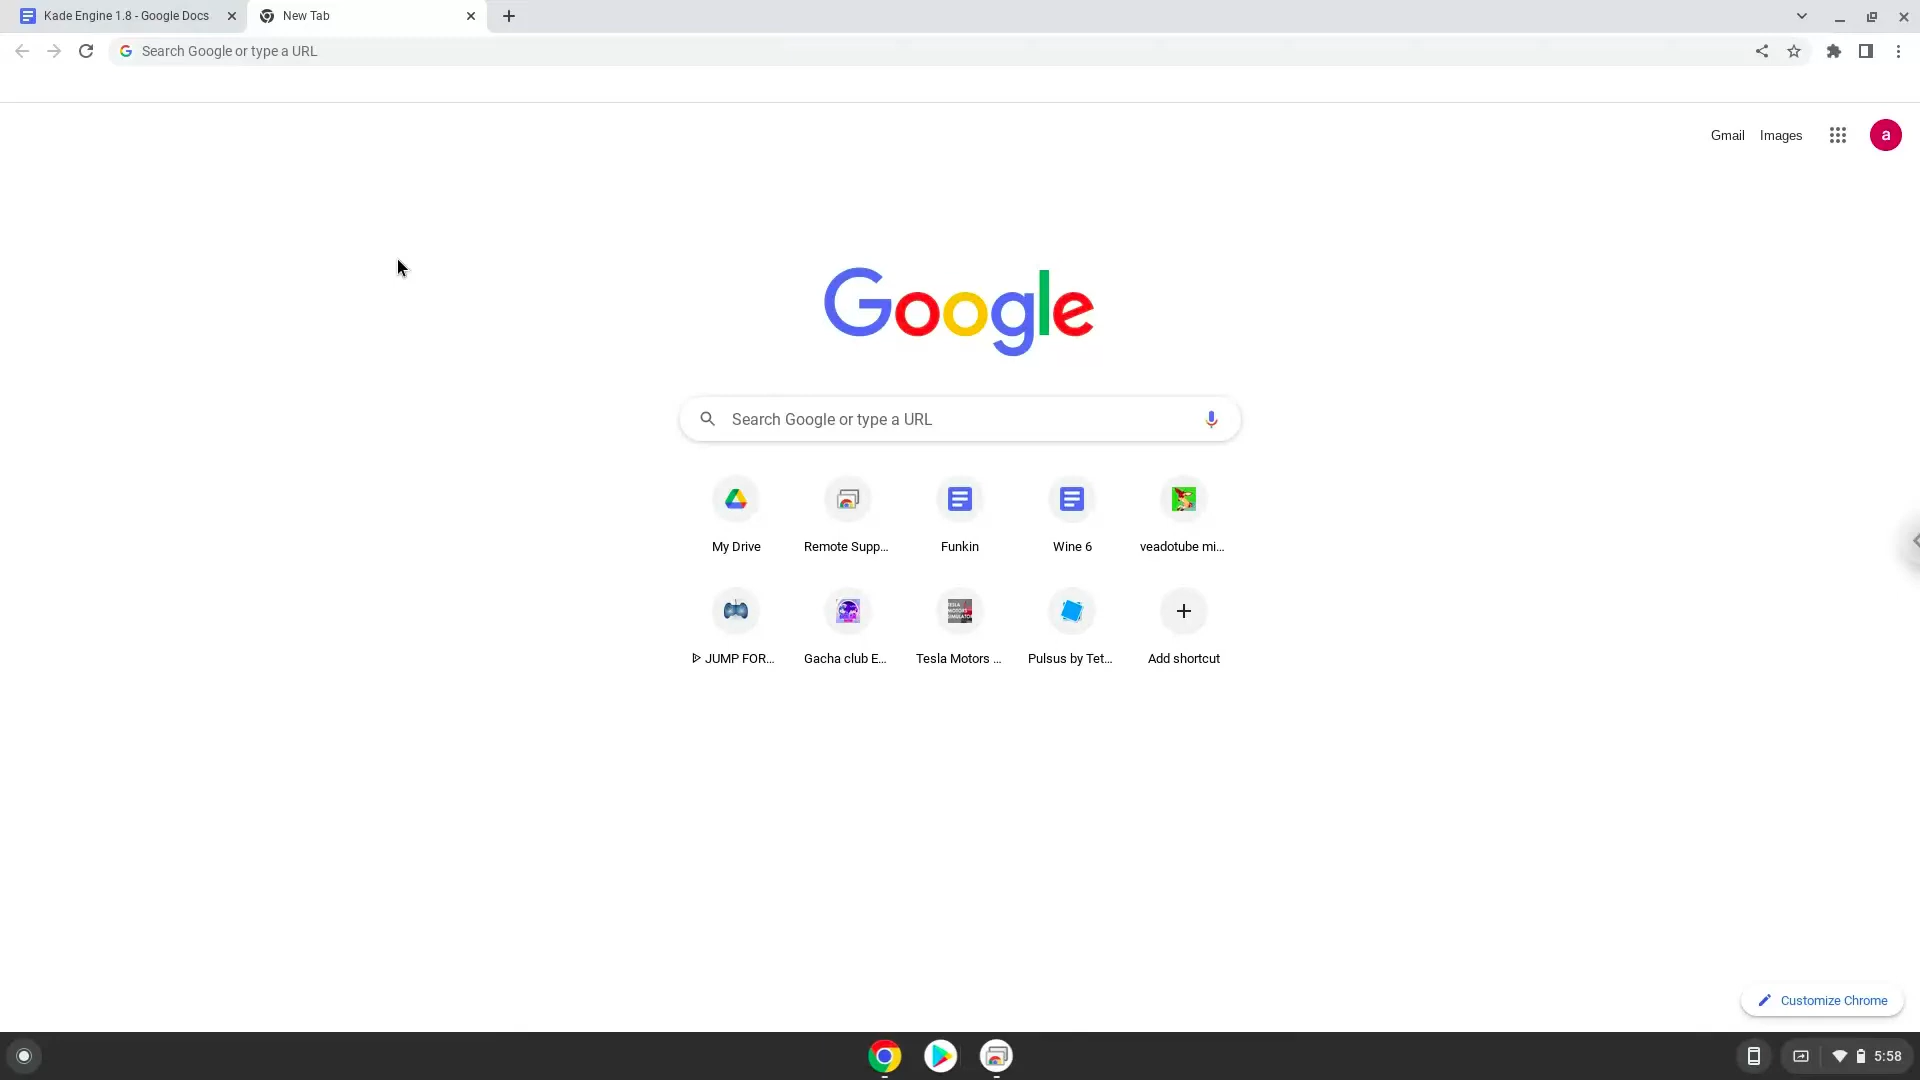 Kade Engine 1.8 - Google Docs
New Tab
Search Google or type a URL
Gmail
Images
a
Google
Search Google or type a URL
My Drive
Remote Supp...
Funkin
Wine 6
veadotube mi...
JUMP FOR...
Gacha club E...
Tesla Motors ...
Pulsus by Tet...
Add shortcut
Customize Chrome
5:58